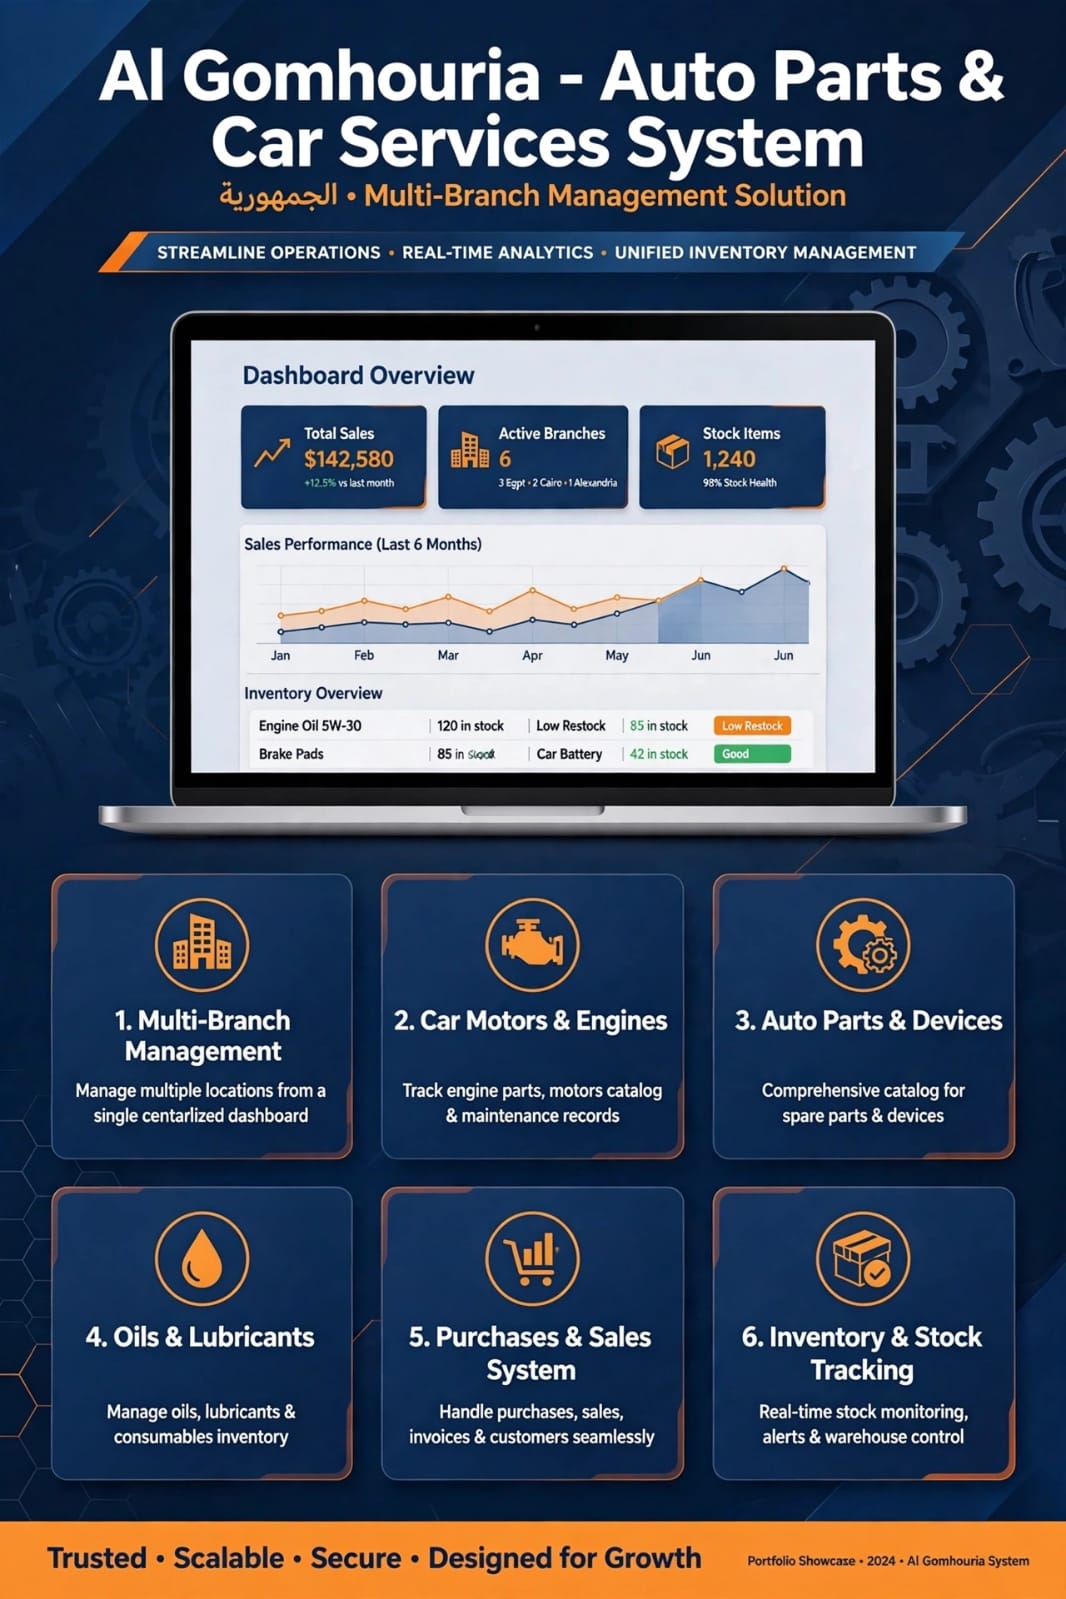 Al Gomhouria - Auto Parts &
Car Services System
الجمهورية • Multi-Branch Management Solution
STREAMLINE OPERATIONS • REAL-TIME ANALYTICS • UNIFIED INVENTORY MANAGEMENT
Dashboard Overview
Total Sales
$142,580
+12.5% vs last month
Active Branches
6
3 Egpt • 2 Cairo • 1 Alexandria
Stock Items
1,240
98% Stock Health
Sales Performance (Last 6 Months)
Jan Feb Mar Apr May Jun Jun
Inventory Overview
Engine Oil 5W-30 | 120 in stock | Low Restock | 85 in stock Low Restock
Brake Pads | 85 in | Car Battery | 42 in stock Good
1. Multi-Branch
Management
Manage multiple locations from a
single centarlized dashboard
2. Car Motors & Engines
Track engine parts, motors catalog
& maintenance records
3. Auto Parts & Devices
Comprehensive catalog for
spare parts & devices
4. Oils & Lubricants
Manage oils, lubricants &
consumables inventory
5. Purchases & Sales
System
Handle purchases, sales,
invoices & customers seamlessly
6. Inventory & Stock
Tracking
Real-time stock monitoring,
alerts & warehouse control
Trusted • Scalable • Secure • Designed for Growth
Portfolio Showcase • 2024 • Al Gomhouria System